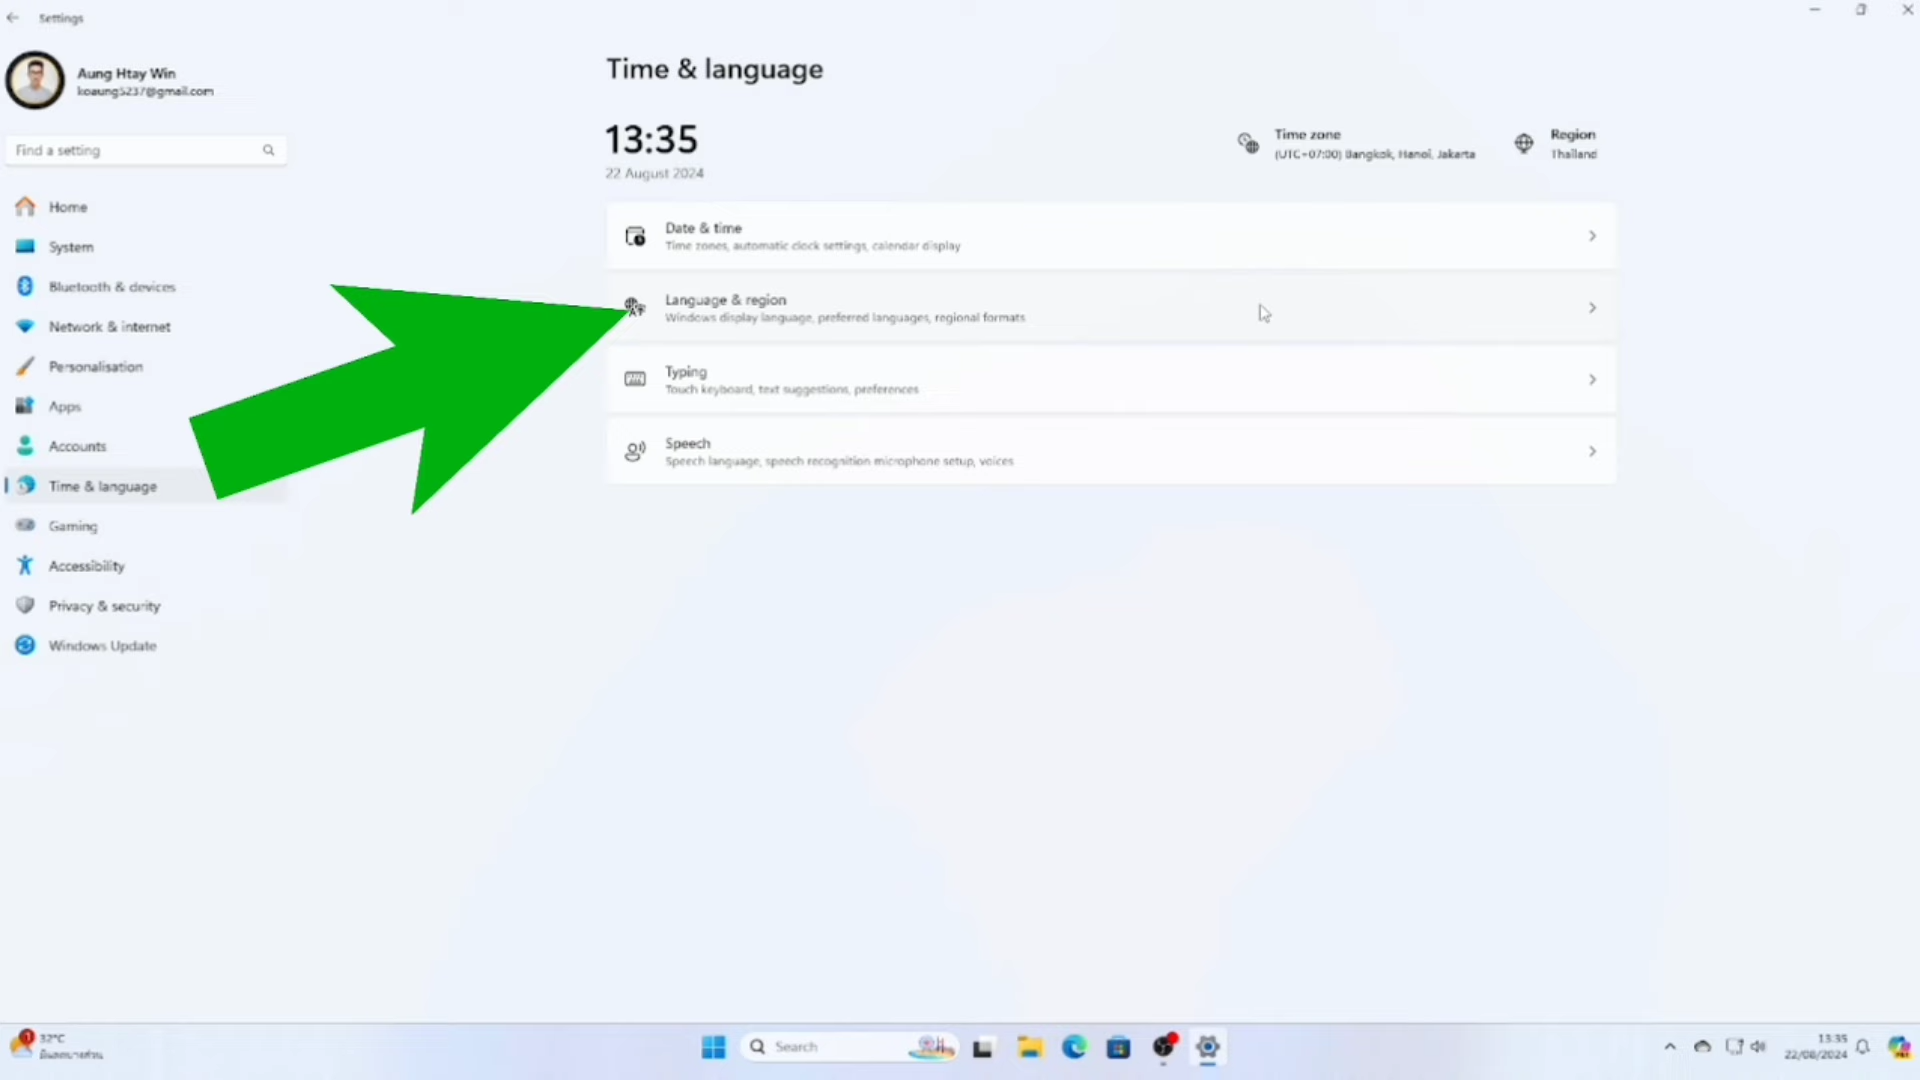 Settings
Aung Htay Win
koaung5237@gmail.com
Find a setting
Home
System
Bluetooth & devices
Network & internet
Personalisation
Apps
Accounts
Time & language
Gaming
Accessibility
Privacy & security
Windows Update
Time & language
13:35
22 August 2024
Time zone
(UTC+07:00) Bangkok, Hanoi, Jakarta
Region
Thailand
Date & time
Time zones, automatic clock settings, calendar display
Language & region
Windows display language, preferred languages, regional formats
Typing
Touch keyboard, text suggestions, preferences
Speech
Speech language, speech recognition microphone setup, voices
32°C
Search
13:35
22/08/2024